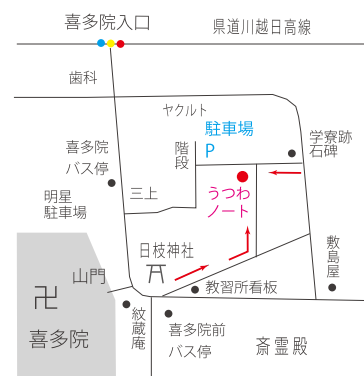 喜多院入口
県道川越日高線
歯科
ヤクルト
駐車場
P
階段
学寮跡
石碑
喜多院
バス停
三上
うつわ
ノート
明星
駐車場
日枝神社
敷島屋
山門
卍
教習所看板
喜多院
紋蔵庵
喜多院前
バス停
斎霊殿